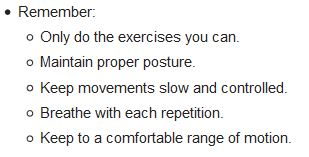 • Remember:
o Only do the exercises you can.
o Maintain proper posture.
o Keep movements slow and controlled.
o Breathe with each repetition.
o Keep to a comfortable range of motion.